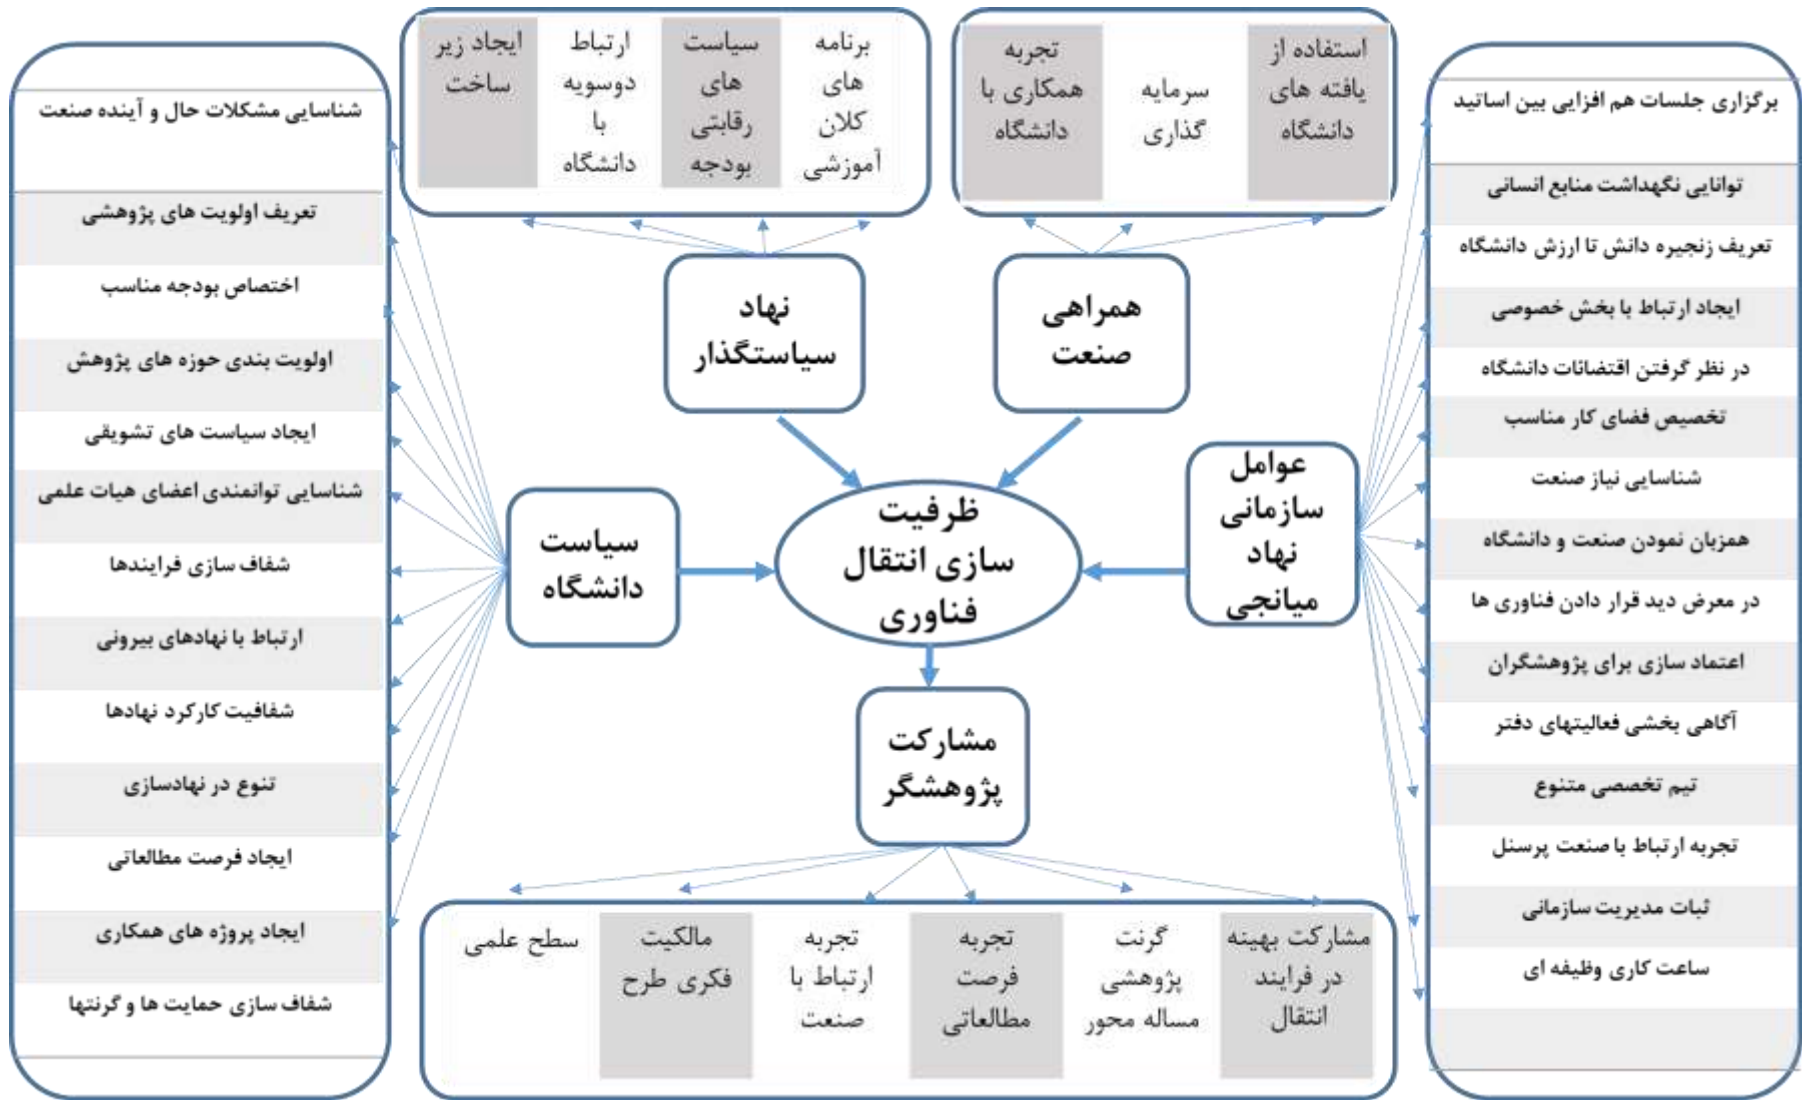 استفاده از
یافته های
دانشگاه
سرمایه
گذاری
تجربه
همکاری با
دانشگاه
برنامه
های
کلان
آموزشی
سیاست
های
رقابتی
بودجه
ارتباط
دوسویه
با
دانشگاه
ایجاد زیر
ساخت
برگزاری جلسات هم افزایی بین اساتید
توانایی نگهداشت منابع انسانی
تعریف زنجیره دانش تا ارزش دانشگاه
ایجاد ارتباط با بخش خصوصی
در نظر گرفتن اقتضائات دانشگاه
تخصیص فضای کار مناسب
شناسایی نیاز صنعت
همزبان نمودن صنعت و دانشگاه
در معرض دید قرار دادن فناوری ها
اعتماد سازی برای پژوهشگران
آگاهی بخشی فعالیتهای دفتر
تیم تخصصی متنوع
تجربه ارتباط با صنعت پرسنل
ثبات مدیریت سازمانی
ساعت کاری وظیفه ای
همراهی
صنعت
نهاد
سیاستگذار
عوامل
سازمانی
نهاد
میانجی
ظرفیت
سازی انتقال
فناوری
سیاست
دانشگاه
مشارکت
پژوهشگر
شناسایی مشکلات حال و آینده صنعت
تعریف اولویت های پژوهشی
اختصاص بودجه مناسب
اولویت بندی حوزه های پژوهش
ایجاد سیاست های تشویقی
شناسایی توانمندی اعضای هیات علمی
شفاف سازی فرایندها
ارتباط با نهادهای بیرونی
شفافیت کارکرد نهادها
تنوع در نهادسازی
ایجاد فرصت مطالعاتی
ایجاد پروژه های همکاری
شفاف سازی حمایت ها و گرنتها
مشارکت بهینه
در فرایند
انتقال
گرنت
پژوهشی
مساله محور
تجربه
فرصت
مطالعاتی
تجربه
ارتباط با
صنعت
مالکیت
فکری طرح
سطح علمی